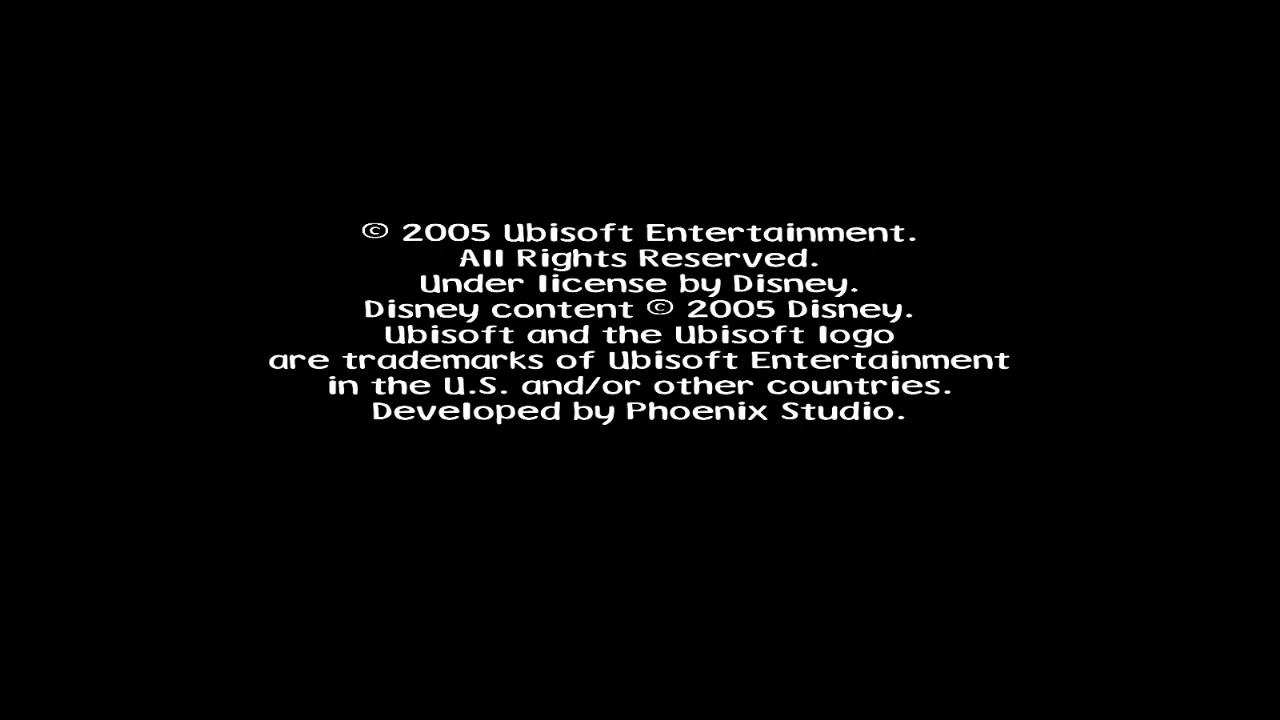 © 2005 Ubisoft Entertainment.
All Rights Reserved.
Under license by Disney.
Disney content © 2005 Disney.
Ubisoft and the Ubisoft logo
are trademarks of Ubisoft Entertainment
in the U.S. and/or other countries.
Developed by Phoenix Studio.